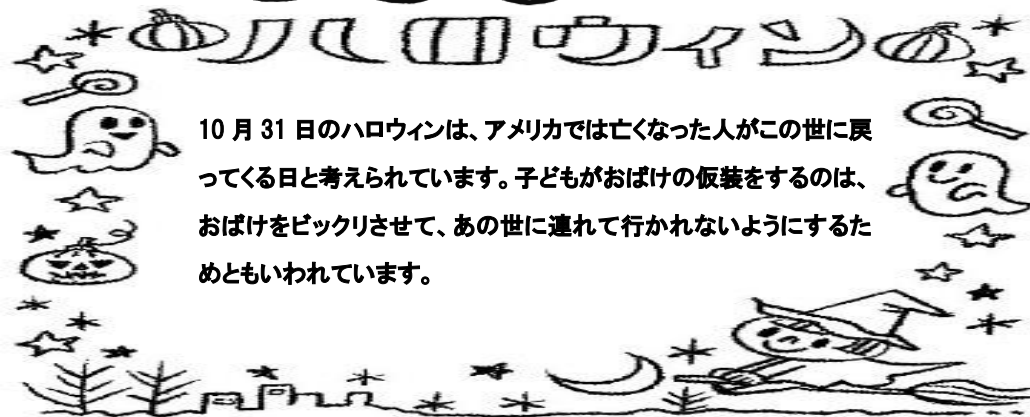 ハロウィン
10月31日のハロウィンは、アメリカでは亡くなった人がこの世に戻
ってくる日と考えられています。子どもがおばけの仮装をするのは、
おばけをビックリさせて、あの世に連れて行かれないようにするた
めともいわれています。